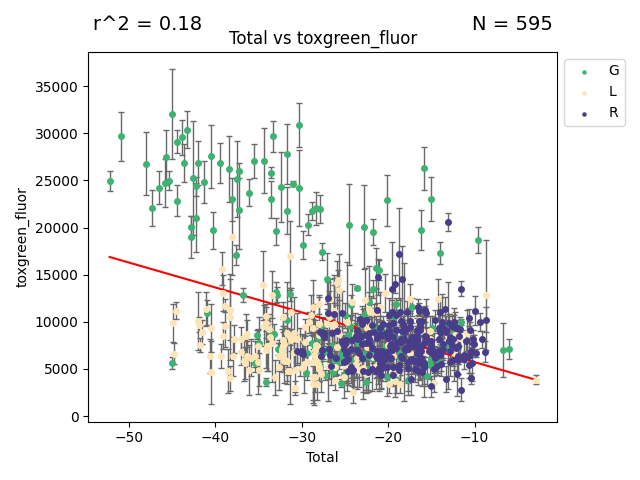 r^2 = 0.18
N = 595
Total vs toxgreen_fluor
35000
30000
25000
20000
15000
10000
5000
0
toxgreen_fluor
−50
−40
−30
−20
−10
Total
G
L
R